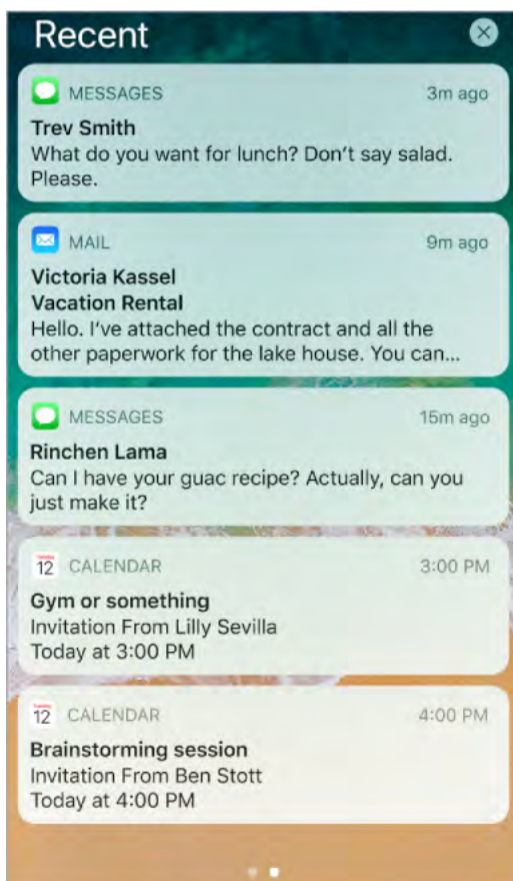 Recent
MESSAGES 3m ago
Trev Smith
What do you want for lunch? Don't say salad.
Please.
MAIL 9m ago
Victoria Kassel
Vacation Rental
Hello. I've attached the contract and all the
other paperwork for the lake house. You can...
MESSAGES 15m ago
Rinchen Lama
Can I have your guac recipe? Actually, can you
just make it?
12 CALENDAR 3:00 PM
Gym or something
Invitation From Lilly Sevilla
Today at 3:00 PM
12 CALENDAR 4:00 PM
Brainstorming session
Invitation From Ben Stott
Today at 4:00 PM